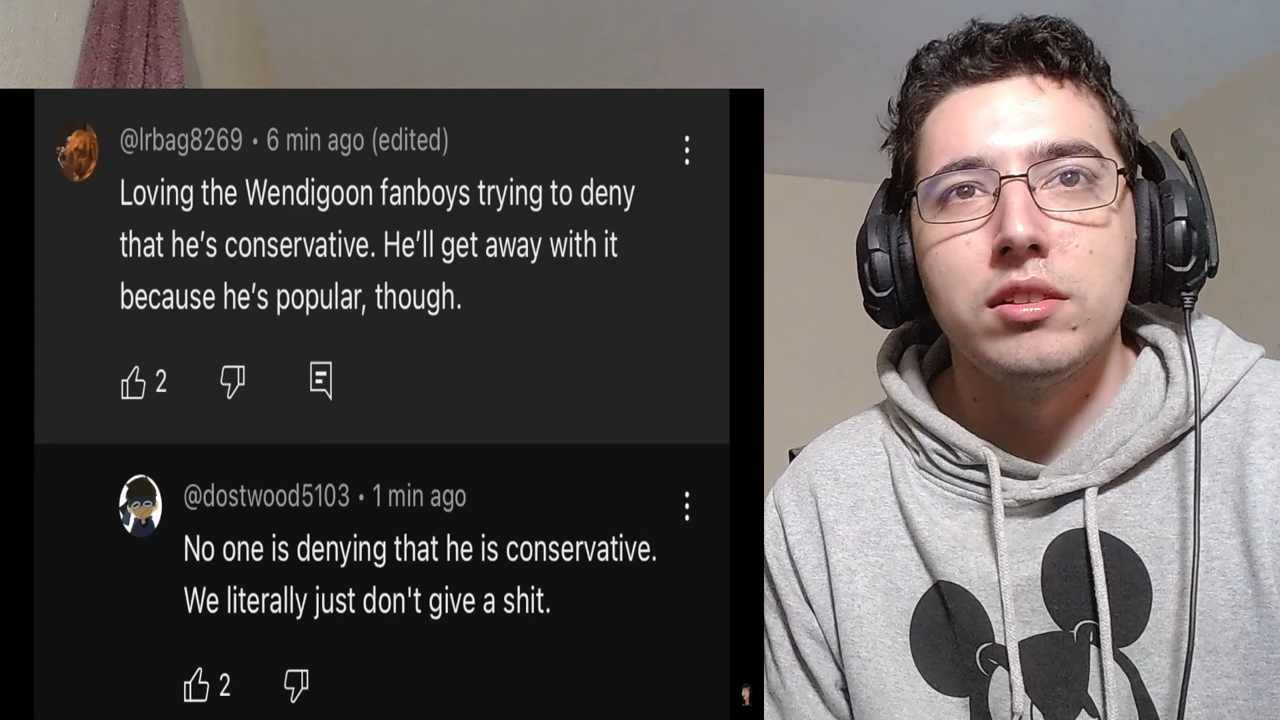 @lrbag8269 • 6 min ago (edited)
Loving the Wendigoon fanboys trying to deny
that he’s conservative. He’ll get away with it
because he’s popular, though.
2
@dostwood5103 • 1 min ago
No one is denying that he is conservative.
We literally just don't give a shit.
2